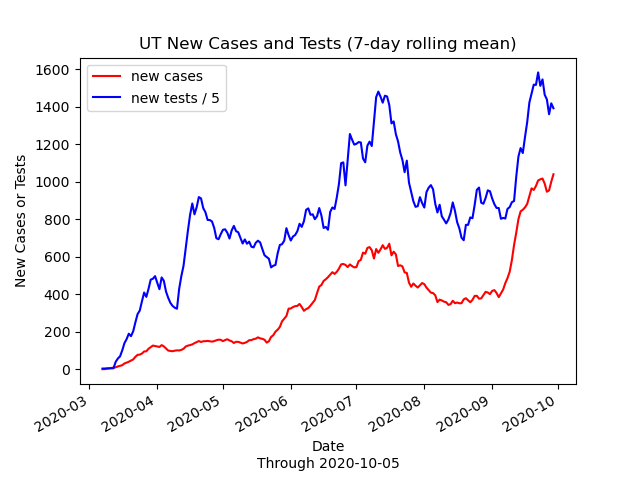 UT New Cases and Tests (7-day rolling mean)
new cases
new tests / 5
New Cases or Tests
1600
1400
1200
1000
800
600
400
200
0
2020-03
2020-04
2020-05
2020-06
2020-07
2020-08
2020-09
2020-10
Date
Through 2020-10-05